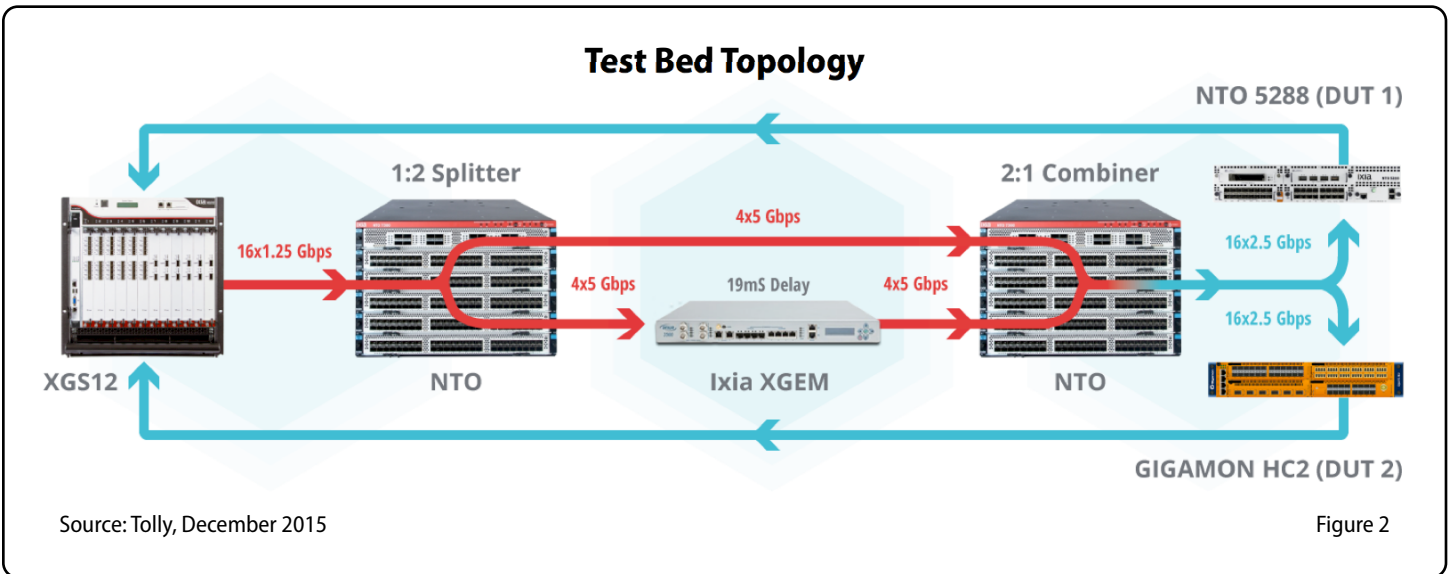 Test Bed Topology
NTO 5288 (DUT 1)
1:2 Splitter
2:1 Combiner
ixia
4x5 Gbps
16x1.25 Gbps
16x2.5 Gbps
4x5 Gbps
19mS Delay
4x5 Gbps
16x2.5 Gbps
XGS12
NTO
Ixia XGEM
NTO
GIGAMON HC2 (DUT 2)
Source: Tolly, December 2015
Figure 2